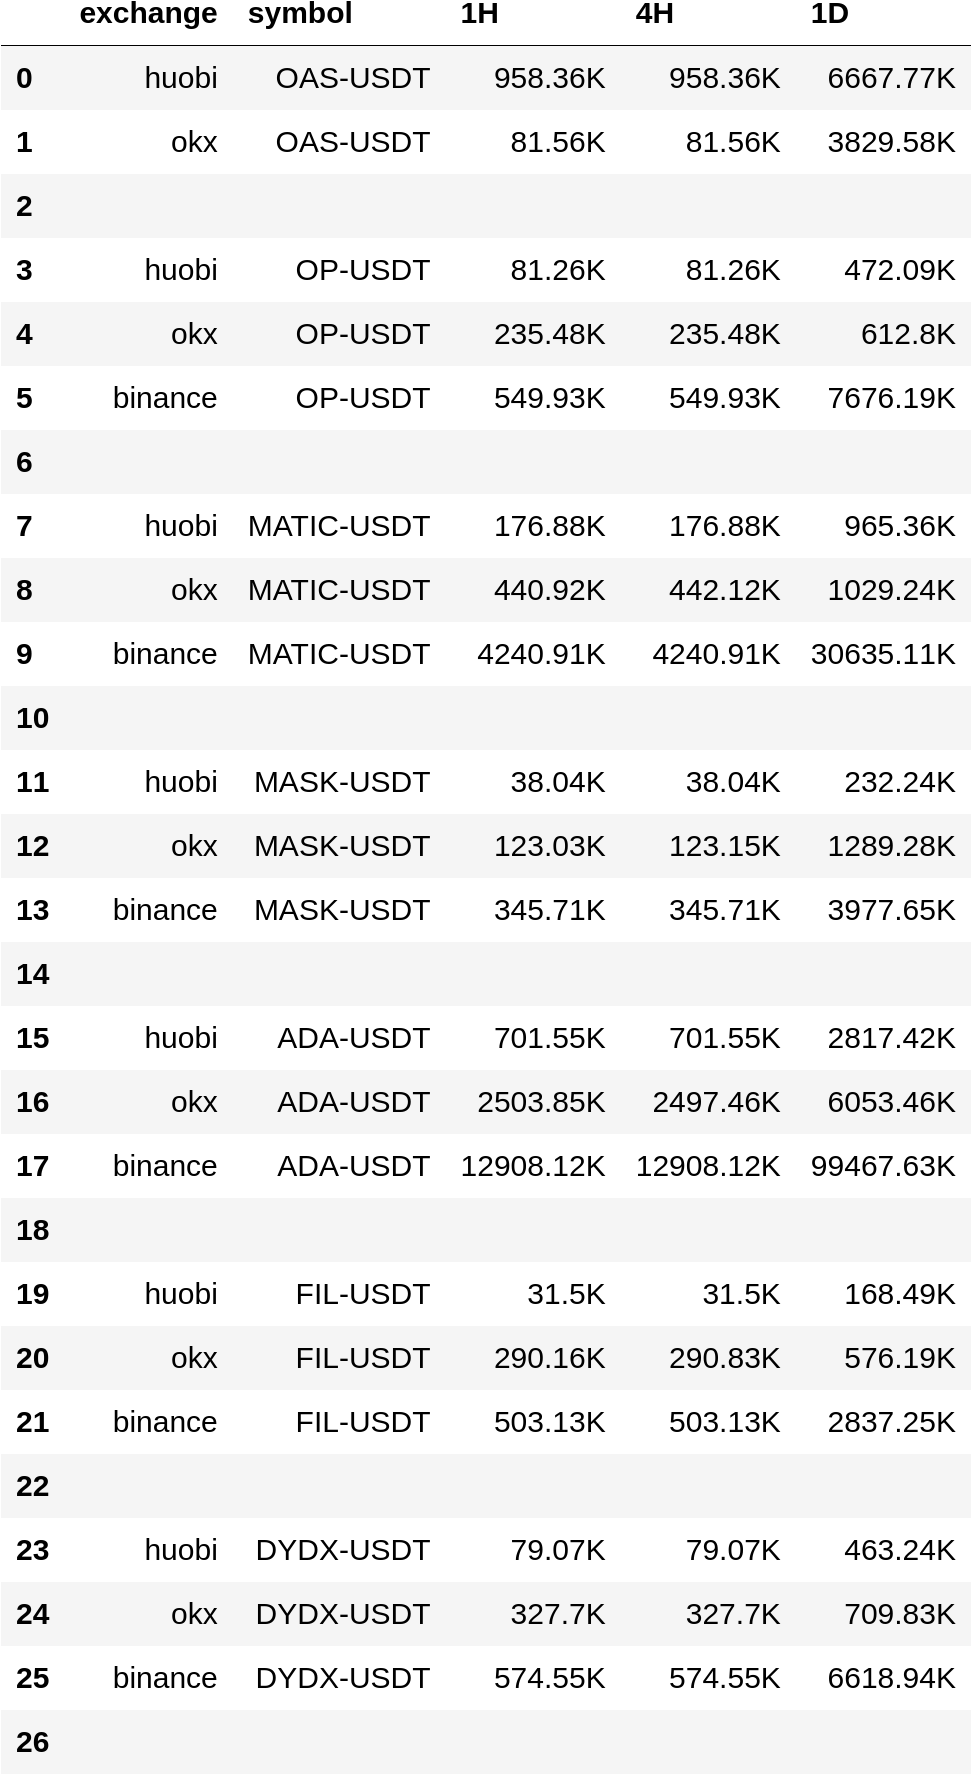 exchange symbol 1H 4H 1D
0 huobi OAS-USDT 958.36K 958.36K 6667.77K
1 okx OAS-USDT 81.56K 81.56K 3829.58K
2
3 huobi OP-USDT 81.26K 81.26K 472.09K
4 okx OP-USDT 235.48K 235.48K 612.8K
5 binance OP-USDT 549.93K 549.93K 7676.19K
6
7 huobi MATIC-USDT 176.88K 176.88K 965.36K
8 okx MATIC-USDT 440.92K 442.12K 1029.24K
9 binance MATIC-USDT 4240.91K 4240.91K 30635.11K
10
11 huobi MASK-USDT 38.04K 38.04K 232.24K
12 okx MASK-USDT 123.03K 123.15K 1289.28K
13 binance MASK-USDT 345.71K 345.71K 3977.65K
14
15 huobi ADA-USDT 701.55K 701.55K 2817.42K
16 okx ADA-USDT 2503.85K 2497.46K 6053.46K
17 binance ADA-USDT 12908.12K 12908.12K 99467.63K
18
19 huobi FIL-USDT 31.5K 31.5K 168.49K
20 okx FIL-USDT 290.16K 290.83K 576.19K
21 binance FIL-USDT 503.13K 503.13K 2837.25K
22
23 huobi DYDX-USDT 79.07K 79.07K 463.24K
24 okx DYDX-USDT 327.7K 327.7K 709.83K
25 binance DYDX-USDT 574.55K 574.55K 6618.94K
26